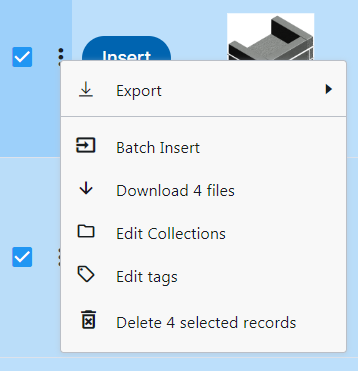 Insert
Export
Batch Insert
Download 4 files
Edit Collections
Edit tags
Delete 4 selected records